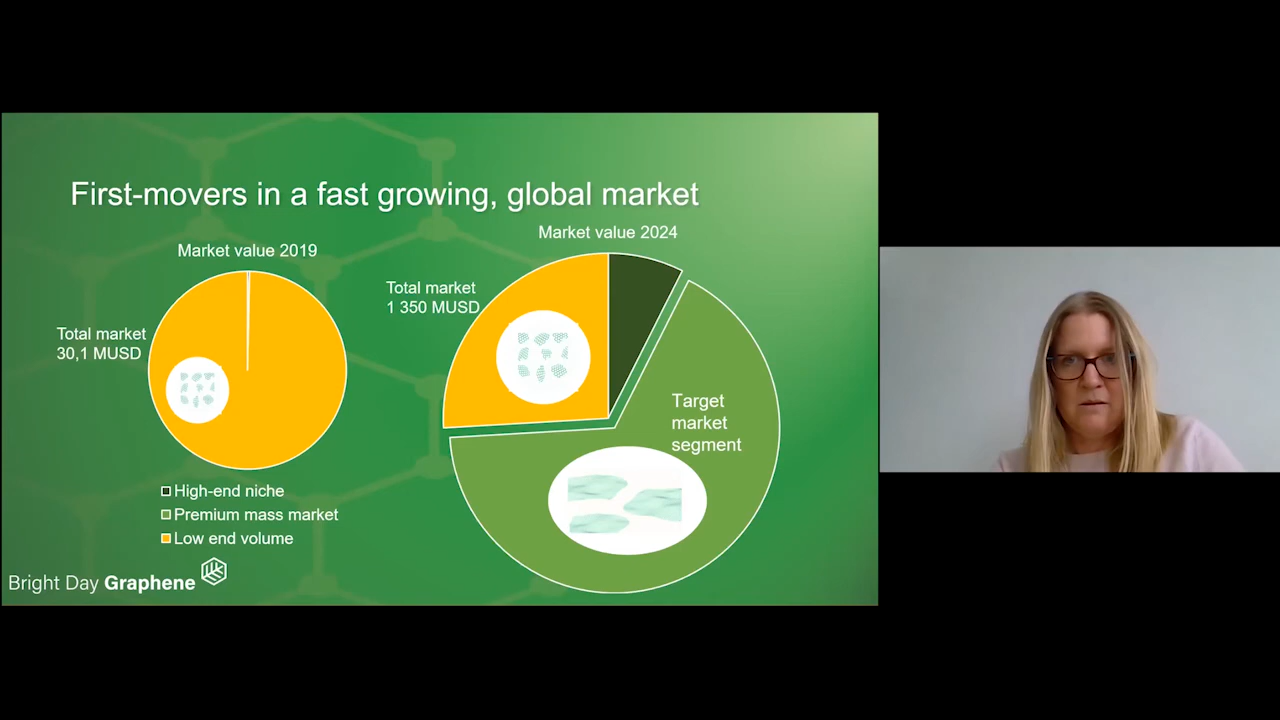 First-movers in a fast growing, global market
Market value 2019
Total market
30,1 MUSD
Market value 2024
Total market
1 350 MUSD
Target
market
segment
High-end niche
Premium mass market
Low end volume
Bright Day Graphene